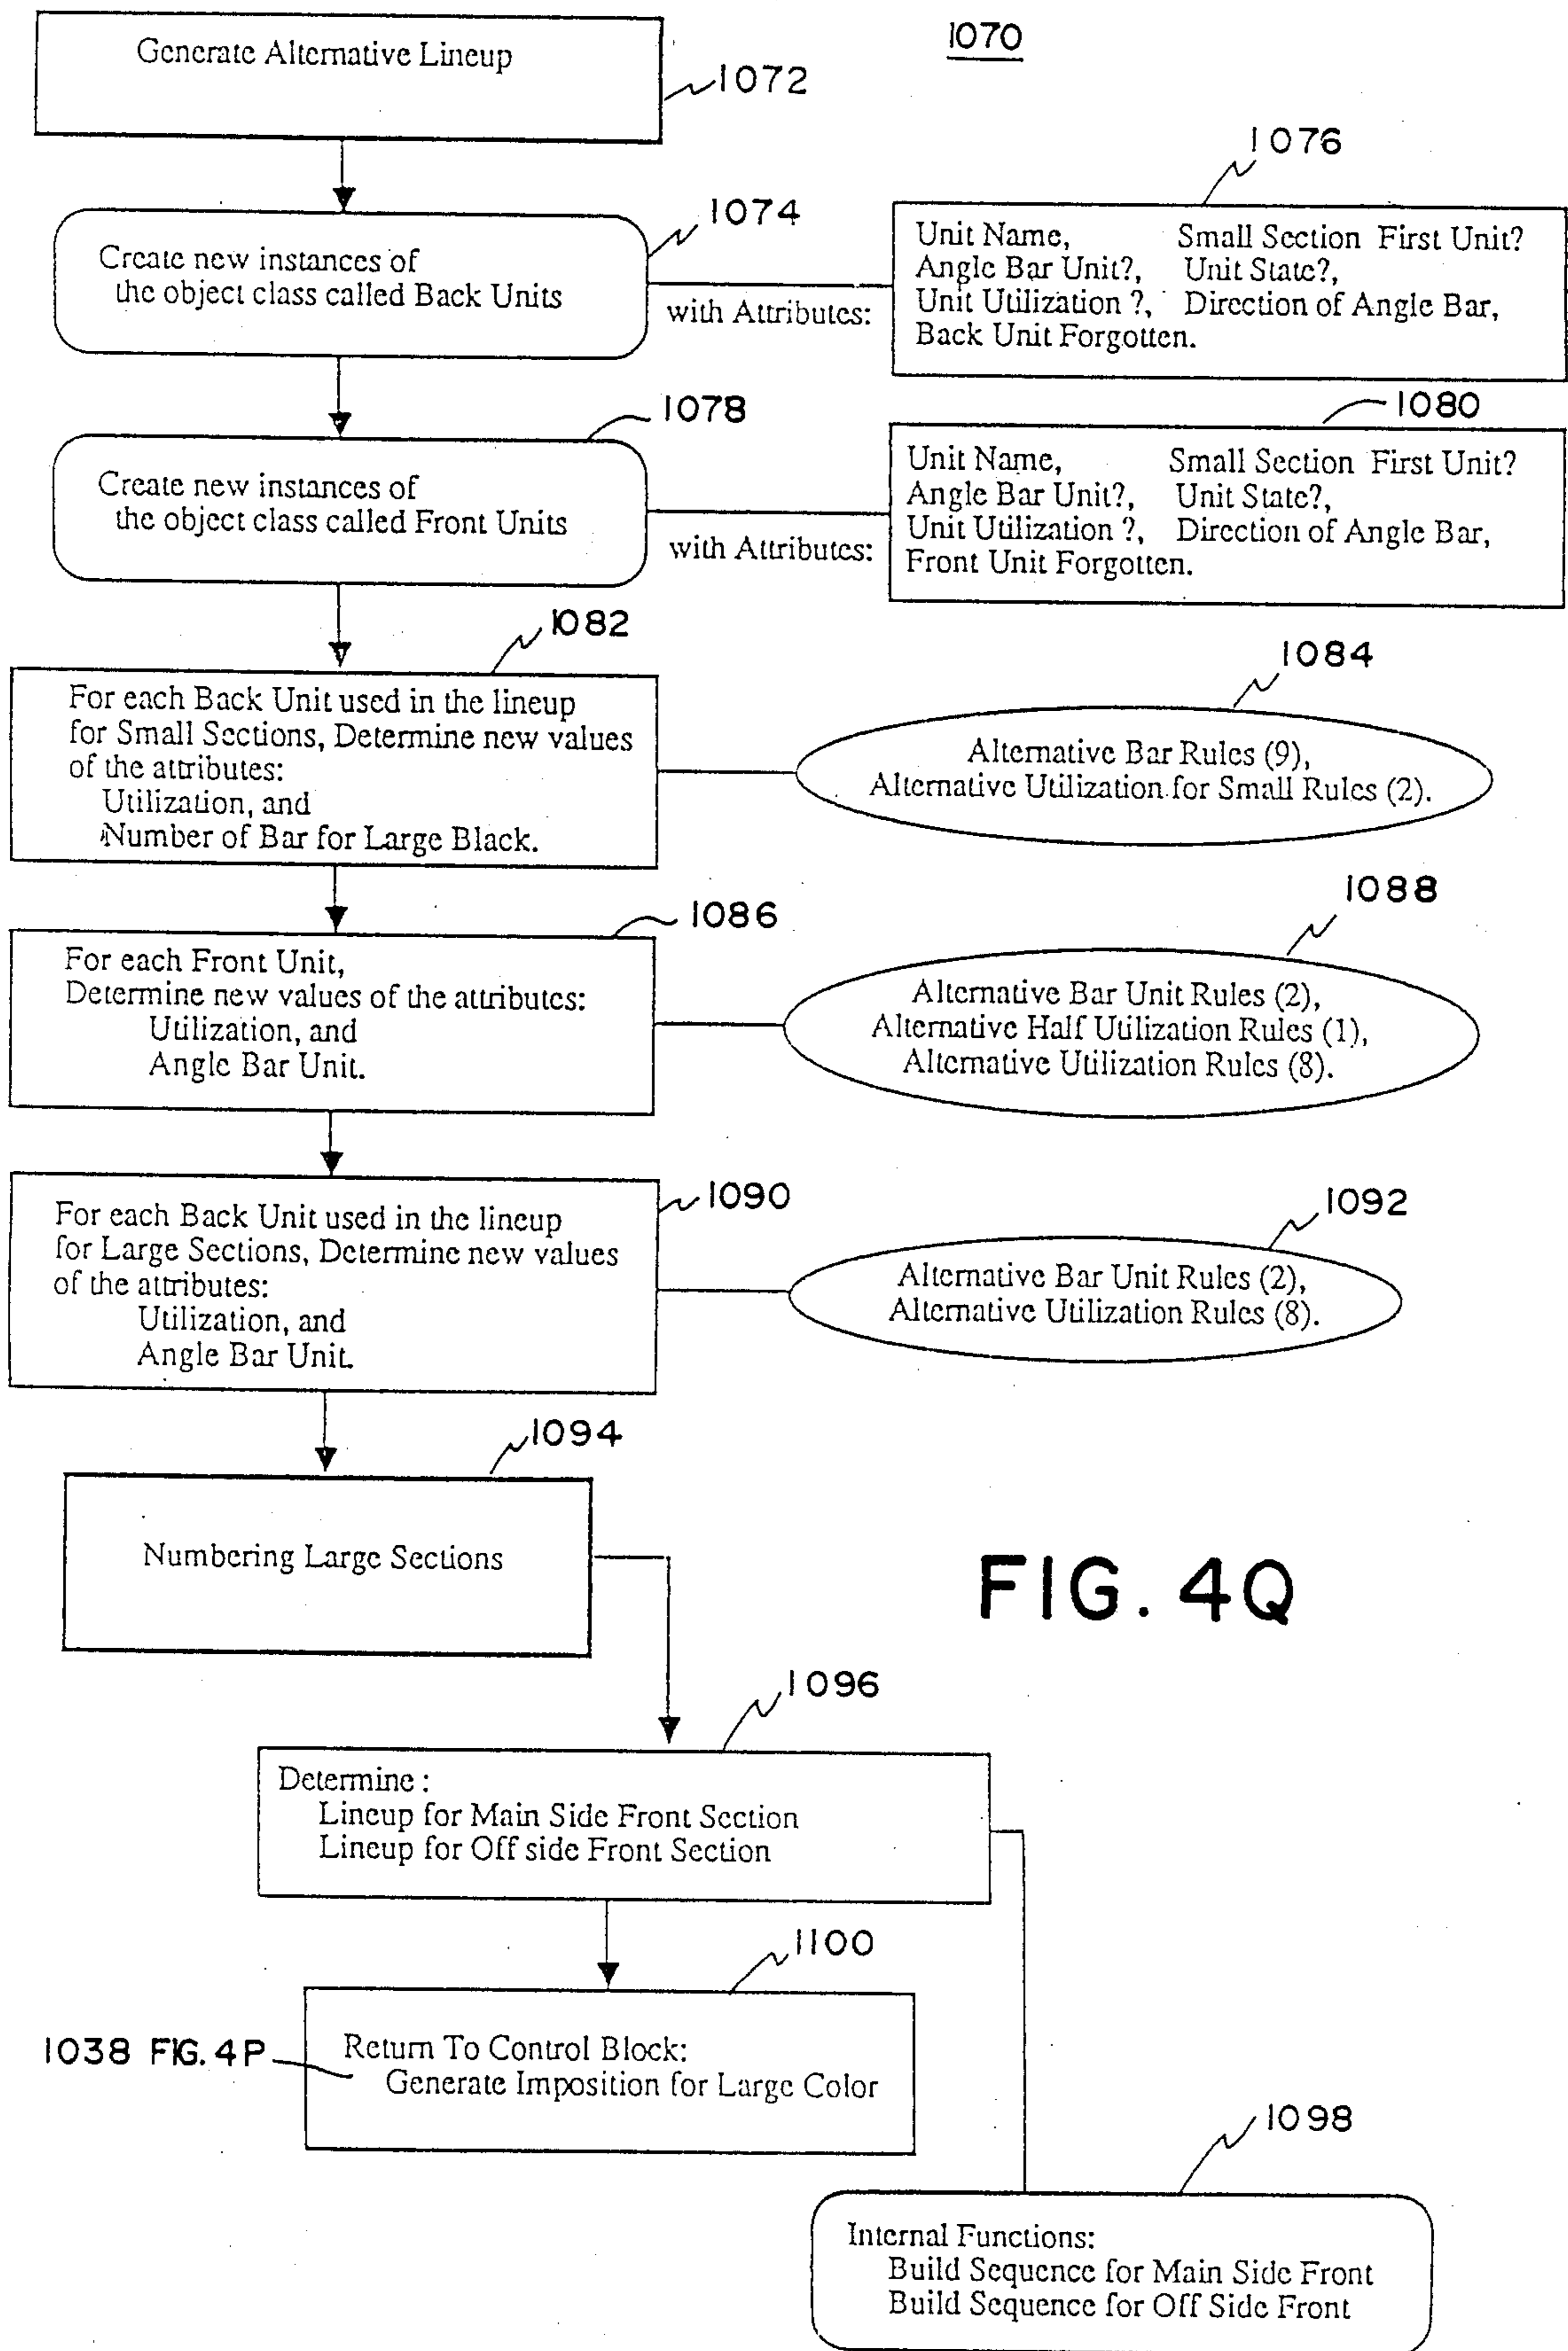 1070
Generate Alternative Lineup
1072
1074
Create new instances of
the object class called Back Units
with Attributes:
1076
Unit Name, Small Section First Unit?
Angle Bar Unit?, Unit State?,
Unit Utilization ?, Direction of Angle Bar,
Back Unit Forgotten.
1078
Create new instances of
the object class called Front Units
with Attributes:
1080
Unit Name, Small Section First Unit?
Angle Bar Unit?, Unit State?,
Unit Utilization ?, Direction of Angle Bar,
Front Unit Forgotten.
1082
For each Back Unit used in the lineup
for Small Sections, Determine new values
of the attributes:
Utilization, and
Number of Bar for Large Black.
1084
Alternative Bar Rules (9),
Alternative Utilization for Small Rules (2).
1086
For each Front Unit,
Determine new values of the attributes:
Utilization, and
Angle Bar Unit.
1088
Alternative Bar Unit Rules (2),
Alternative Half Utilization Rules (1),
Alternative Utilization Rules (8).
1090
For each Back Unit used in the lineup
for Large Sections, Determine new values
of the attributes:
Utilization, and
Angle Bar Unit.
1092
Alternative Bar Unit Rules (2),
Alternative Utilization Rules (8).
1094
Numbering Large Sections
FIG. 4Q
1096
Determine :
Lineup for Main Side Front Section
Lineup for Off side Front Section
1100
1038 FIG. 4P
Return To Control Block:
Generate Imposition for Large Color
1098
Internal Functions:
Build Sequence for Main Side Front
Build Sequence for Off Side Front